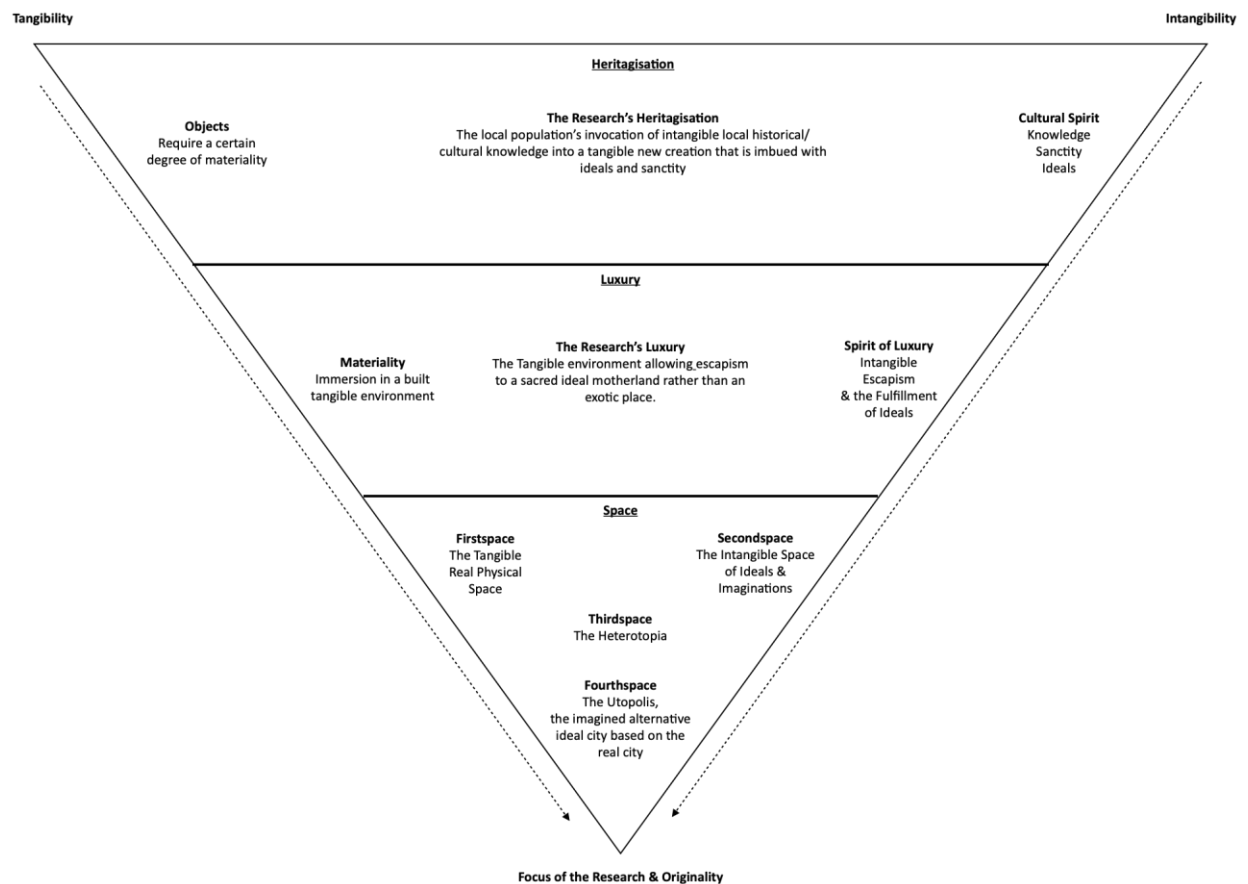 Tangibility
Intangibility
Heritagisation
Objects
Require a certain
degree of materiality
The Research's Heritagisation
The local population's invocation of intangible local historical/
cultural knowledge into a tangible new creation that is imbued with
ideals and sanctity
Cultural Spirit
Knowledge
Sanctity
Ideals
Luxury
Materiality
Immersion in a built
tangible environment
The Research's Luxury
The Tangible environment allowing escapism
to a sacred ideal motherland rather than an
exotic place.
Spirit of Luxury
Intangible
Escapism
& the Fulfillment
of Ideals
Space
Firstspace
The Tangible
Real Physical
Space
Secondspace
The Intangible Space
of Ideals &
Imaginations
Thirdspace
The Heterotopia
Fourthspace
The Utopolis,
the imagined alternative
ideal city based on the
real city
Focus of the Research & Originality